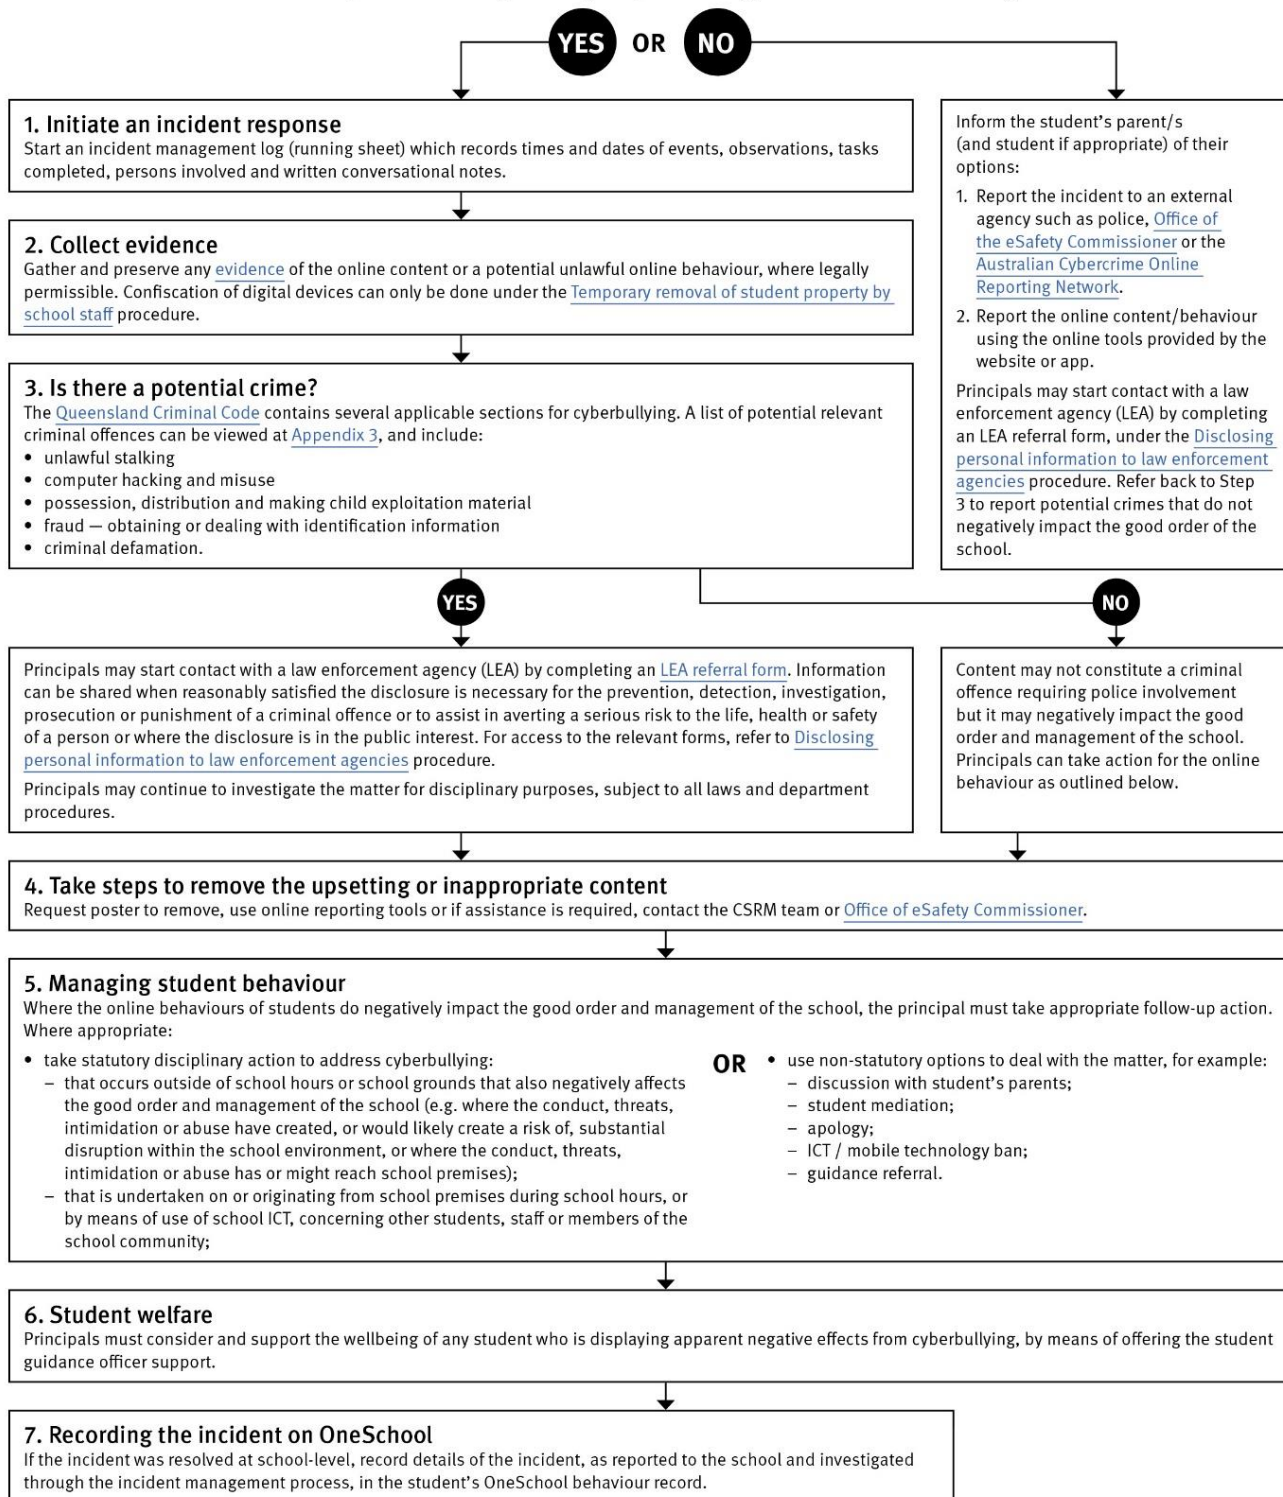 YES OR NO
1. Initiate an incident response
Start an incident management log (running sheet) which records times and dates of events, observations, tasks
completed, persons involved and written conversational notes.
2. Collect evidence
Gather and preserve any evidence of the online content or a potential unlawful online behaviour, where legally
permissible. Confiscation of digital devices can only be done under the Temporary removal of student property by
school staff procedure.
3. Is there a potential crime?
The Queensland Criminal Code contains several applicable sections for cyberbullying. A list of potential relevant
criminal offences can be viewed at Appendix 3, and include:
• unlawful stalking
• computer hacking and misuse
• possession, distribution and making child exploitation material
• fraud — obtaining or dealing with identification information
• criminal defamation.
Inform the student's parent/s
(and student if appropriate) of their
options:
1. Report the incident to an external
agency such as police, Office of
the eSafety Commissioner or the
Australian Cybercrime Online
Reporting Network.
2. Report the online content/behaviour
using the online tools provided by the
website or app.
Principals may start contact with a law
enforcement agency (LEA) by completing
an LEA referral form, under the Disclosing
personal information to law enforcement
agencies procedure. Refer back to Step
3 to report potential crimes that do not
negatively impact the good order of the
school.
YES
NO
Principals may start contact with a law enforcement agency (LEA) by completing an LEA referral form. Information
can be shared when reasonably satisfied the disclosure is necessary for the prevention, detection, investigation,
prosecution or punishment of a criminal offence or to assist in averting a serious risk to the life, health or safety
of a person or where the disclosure is in the public interest. For access to the relevant forms, refer to Disclosing
personal information to law enforcement agencies procedure.
Principals may continue to investigate the matter for disciplinary purposes, subject to all laws and department
procedures.
Content may not constitute a criminal
offence requiring police involvement
but it may negatively impact the good
order and management of the school.
Principals can take action for the online
behaviour as outlined below.
4. Take steps to remove the upsetting or inappropriate content
Request poster to remove, use online reporting tools or if assistance is required, contact the CSRM team or Office of eSafety Commissioner.
5. Managing student behaviour
Where the online behaviours of students do negatively impact the good order and management of the school, the principal must take appropriate follow-up action.
Where appropriate:
• take statutory disciplinary action to address cyberbullying:
– that occurs outside of school hours or school grounds that also negatively affects
the good order and management of the school (e.g. where the conduct, threats,
intimidation or abuse have created, or would likely create a risk of, substantial
disruption within the school environment, or where the conduct, threats,
intimidation or abuse has or might reach school premises);
– that is undertaken on or originating from school premises during school hours, or
by means of use of school ICT, concerning other students, staff or members of the
school community;
OR
• use non-statutory options to deal with the matter, for example:
– discussion with student's parents;
– student mediation;
– apology;
– ICT / mobile technology ban;
– guidance referral.
6. Student welfare
Principals must consider and support the wellbeing of any student who is displaying apparent negative effects from cyberbullying, by means of offering the student
guidance officer support.
7. Recording the incident on OneSchool
If the incident was resolved at school-level, record details of the incident, as reported to the school and investigated
through the incident management process, in the student's OneSchool behaviour record.